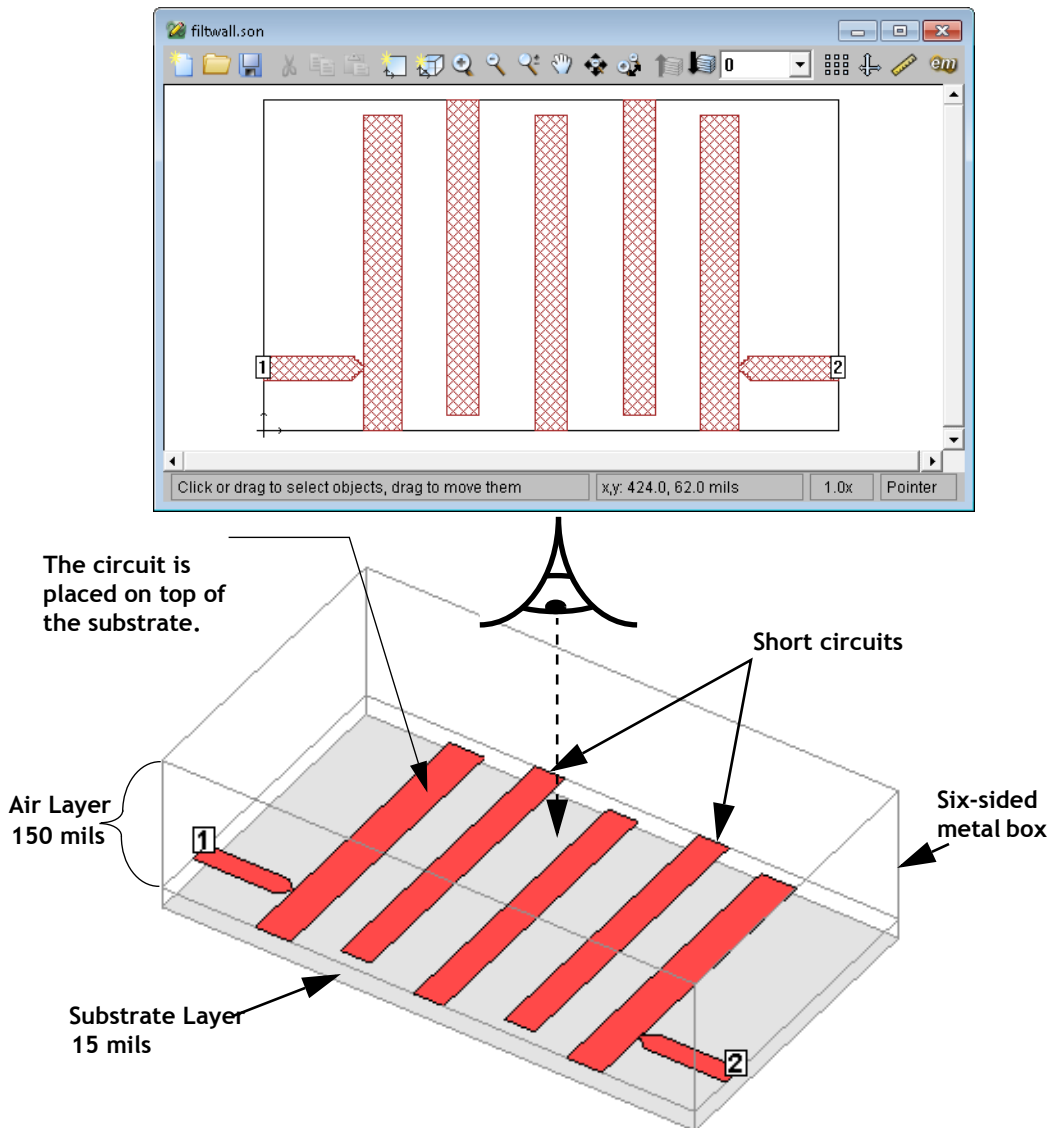 filtwall.son
em
0
1
2
Click or drag to select objects, drag to move them
x,y: 424.0, 62.0 mils
1.0x
Pointer
The circuit is
placed on top of
the substrate.
Short circuits
Air Layer
150 mils
Six-sided
metal box
1
Substrate Layer
15 mils
2